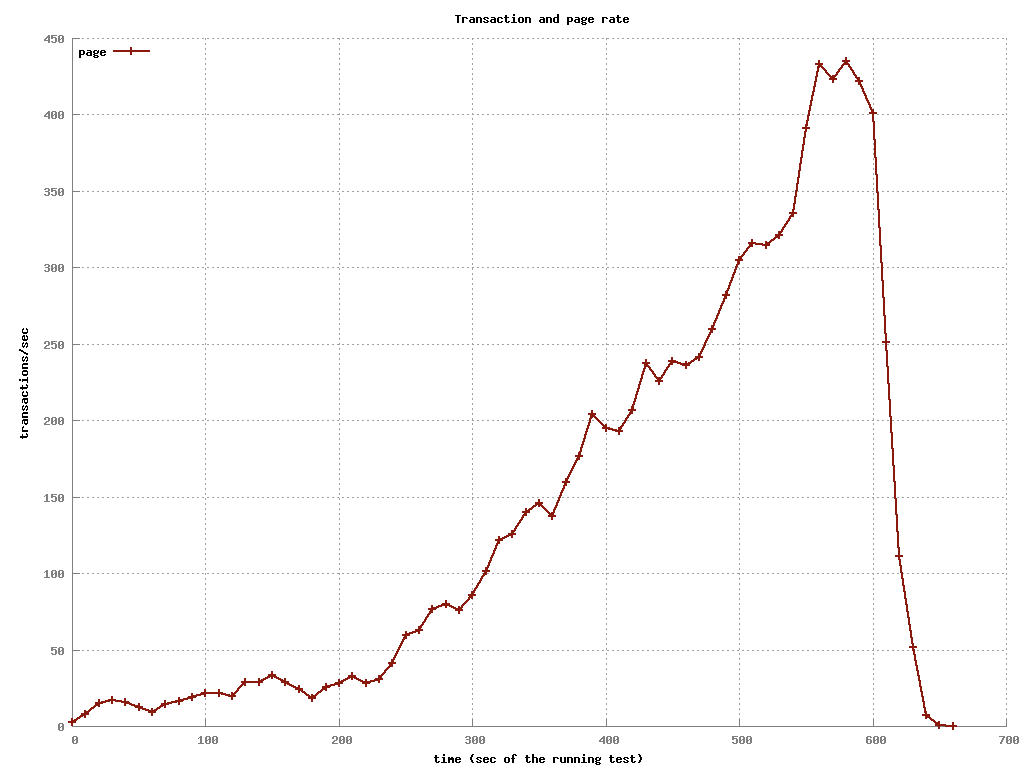 Transaction and page rate
page
450
400
350
300
250
200
150
100
50
0
transactions/sec
0 100 200 300 400 500 600 700
time (sec of the running test)